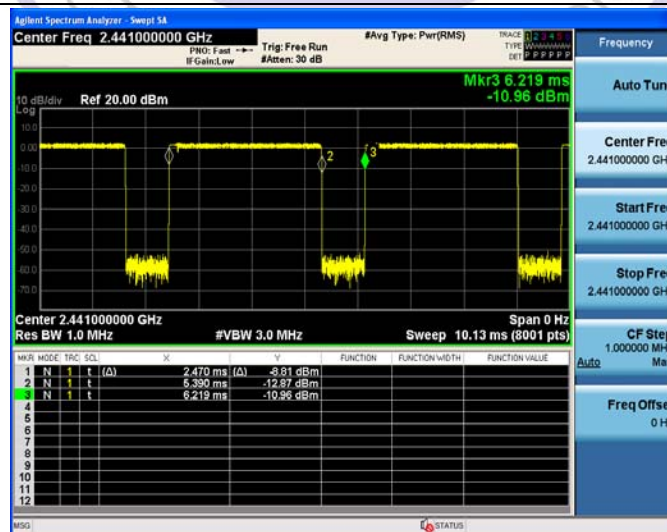 Agilent Spectrum Analyzer - Swept SA
Center Freq 2.441000000 GHz
PNO: Fast
IFGain:Low
Trig: Free Run
#Atten: 30 dB
#Avg Type: Pwr(RMS)
TRACE 1 2 3 4 5 6
TYPE
DET P P P P P P
Mkr3 6.219 ms
-10.96 dBm
10 dB/div
Log
Ref 20.00 dBm
10.0
0.00
-10.0
-20.0
-30.0
-40.0
-50.0
-60.0
-70.0
2
3
Center 2.441000000 GHz
Span 0 Hz
Res BW 1.0 MHz
#VBW 3.0 MHz
Sweep 10.13 ms (8001 pts)
MKR MODE TRC SCL X Y FUNCTION FUNCTION WIDTH FUNCTION VALUE
1 N 1 t (Δ) 2.470 ms (Δ) -8.81 dBm
2 N 1 t 5.390 ms -12.87 dBm
3 N 1 t 6.219 ms -10.96 dBm
4
5
6
7
8
9
10
11
12
MSG
STATUS
Frequency
Auto Tun
Center Fre
2.441000000 GH
Start Fre
2.441000000 GH
Stop Fre
2.441000000 GH
CF Step
1.000000 MH
Auto Ma
Freq Offse
0 H